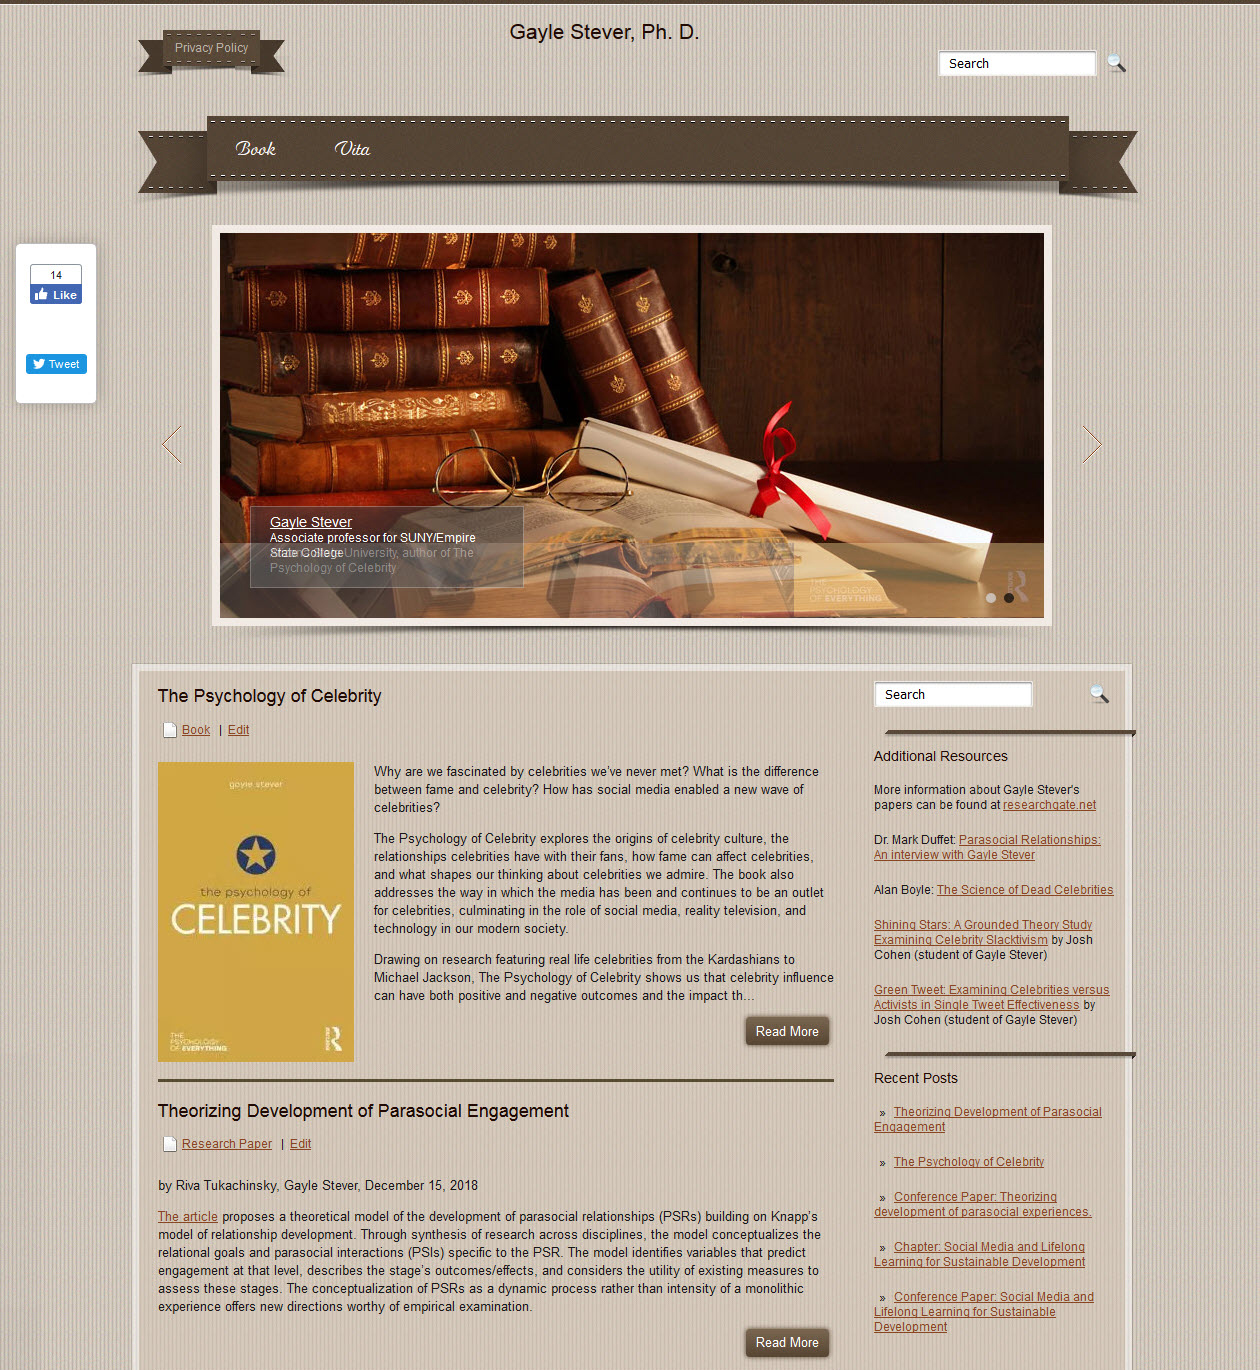 Gayle Stever, Ph. D.
Privacy Policy
Search
Book
Vita
14
Like
Tweet
Gayle Stever
Associate professor for SUNY/Empire
State College
University, author of The
Psychology of Celebrity
THE
PSYCHOLOGY
OF EVERYTHING
The Psychology of Celebrity
Book | Edit
gayle stever
the psychology of
CELEBRITY
THE
PSYCHOLOGY
OF EVERYTHING
Why are we fascinated by celebrities we've never met? What is the difference
between fame and celebrity? How has social media enabled a new wave of
celebrities?
The Psychology of Celebrity explores the origins of celebrity culture, the
relationships celebrities have with their fans, how fame can affect celebrities,
and what shapes our thinking about celebrities we admire. The book also
addresses the way in which the media has been and continues to be an outlet
for celebrities, culminating in the role of social media, reality television, and
technology in our modern society.
Drawing on research featuring real life celebrities from the Kardashians to
Michael Jackson, The Psychology of Celebrity shows us that celebrity influence
can have both positive and negative outcomes and the impact th...
Read More
Theorizing Development of Parasocial Engagement
Research Paper | Edit
by Riva Tukachinsky, Gayle Stever, December 15, 2018
The article proposes a theoretical model of the development of parasocial relationships (PSRs) building on Knapp's
model of relationship development. Through synthesis of research across disciplines, the model conceptualizes the
relational goals and parasocial interactions (PSIs) specific to the PSR. The model identifies variables that predict
engagement at that level, describes the stage's outcomes/effects, and considers the utility of existing measures to
assess these stages. The conceptualization of PSRs as a dynamic process rather than intensity of a monolithic
experience offers new directions worthy of empirical examination.
Read More
Search
Additional Resources
More information about Gayle Stever's
papers can be found at researchgate.net
Dr. Mark Duffet: Parasocial Relationships:
An interview with Gayle Stever
Alan Boyle: The Science of Dead Celebrities
Shining Stars: A Grounded Theory Study
Examining Celebrity Slacktivism by Josh
Cohen (student of Gayle Stever)
Green Tweet: Examining Celebrities versus
Activists in Single Tweet Effectiveness by
Josh Cohen (student of Gayle Stever)
Recent Posts
» Theorizing Development of Parasocial
Engagement
» The Psychology of Celebrity
» Conference Paper: Theorizing
development of parasocial experiences.
» Chapter: Social Media and Lifelong
Learning for Sustainable Development
» Conference Paper: Social Media and
Lifelong Learning for Sustainable
Development